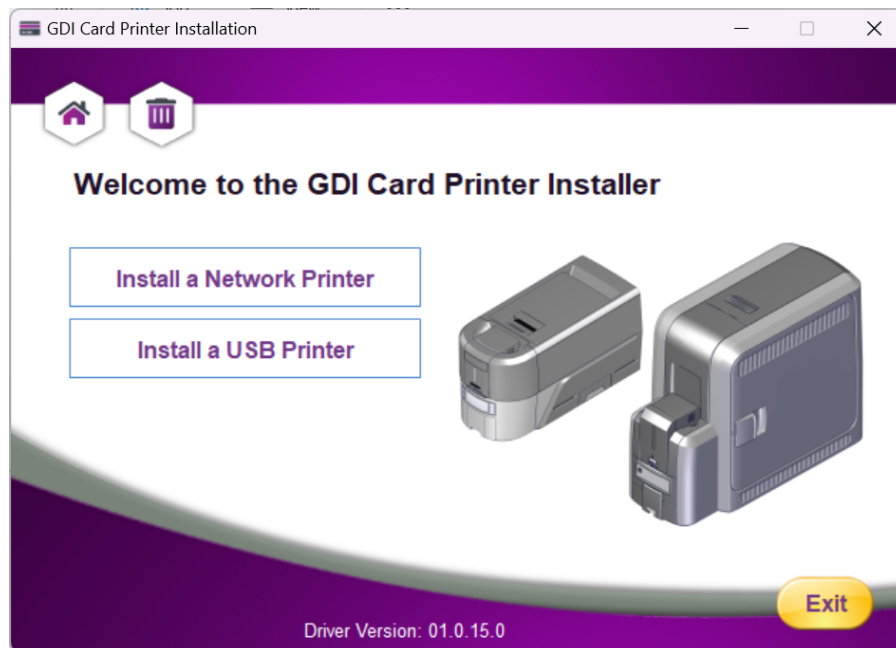 GDI Card Printer Installation
Welcome to the GDI Card Printer Installer
Install a Network Printer
Install a USB Printer
Exit
Driver Version: 01.0.15.0